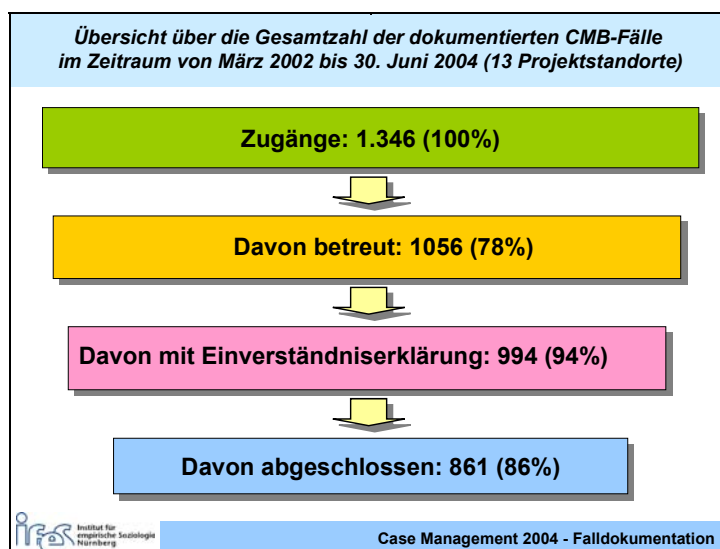 Übersicht über die Gesamtzahl der dokumentierten CMB-Fälle
im Zeitraum von März 2002 bis 30. Juni 2004 (13 Projektstandorte)
Zugänge: 1.346 (100%)
Davon betreut: 1056 (78%)
Davon mit Einverständniserklärung: 994 (94%)
Davon abgeschlossen: 861 (86%)
ifes
Institut für
empirische Soziologie
Nürnberg
Case Management 2004 - Falldokumentation